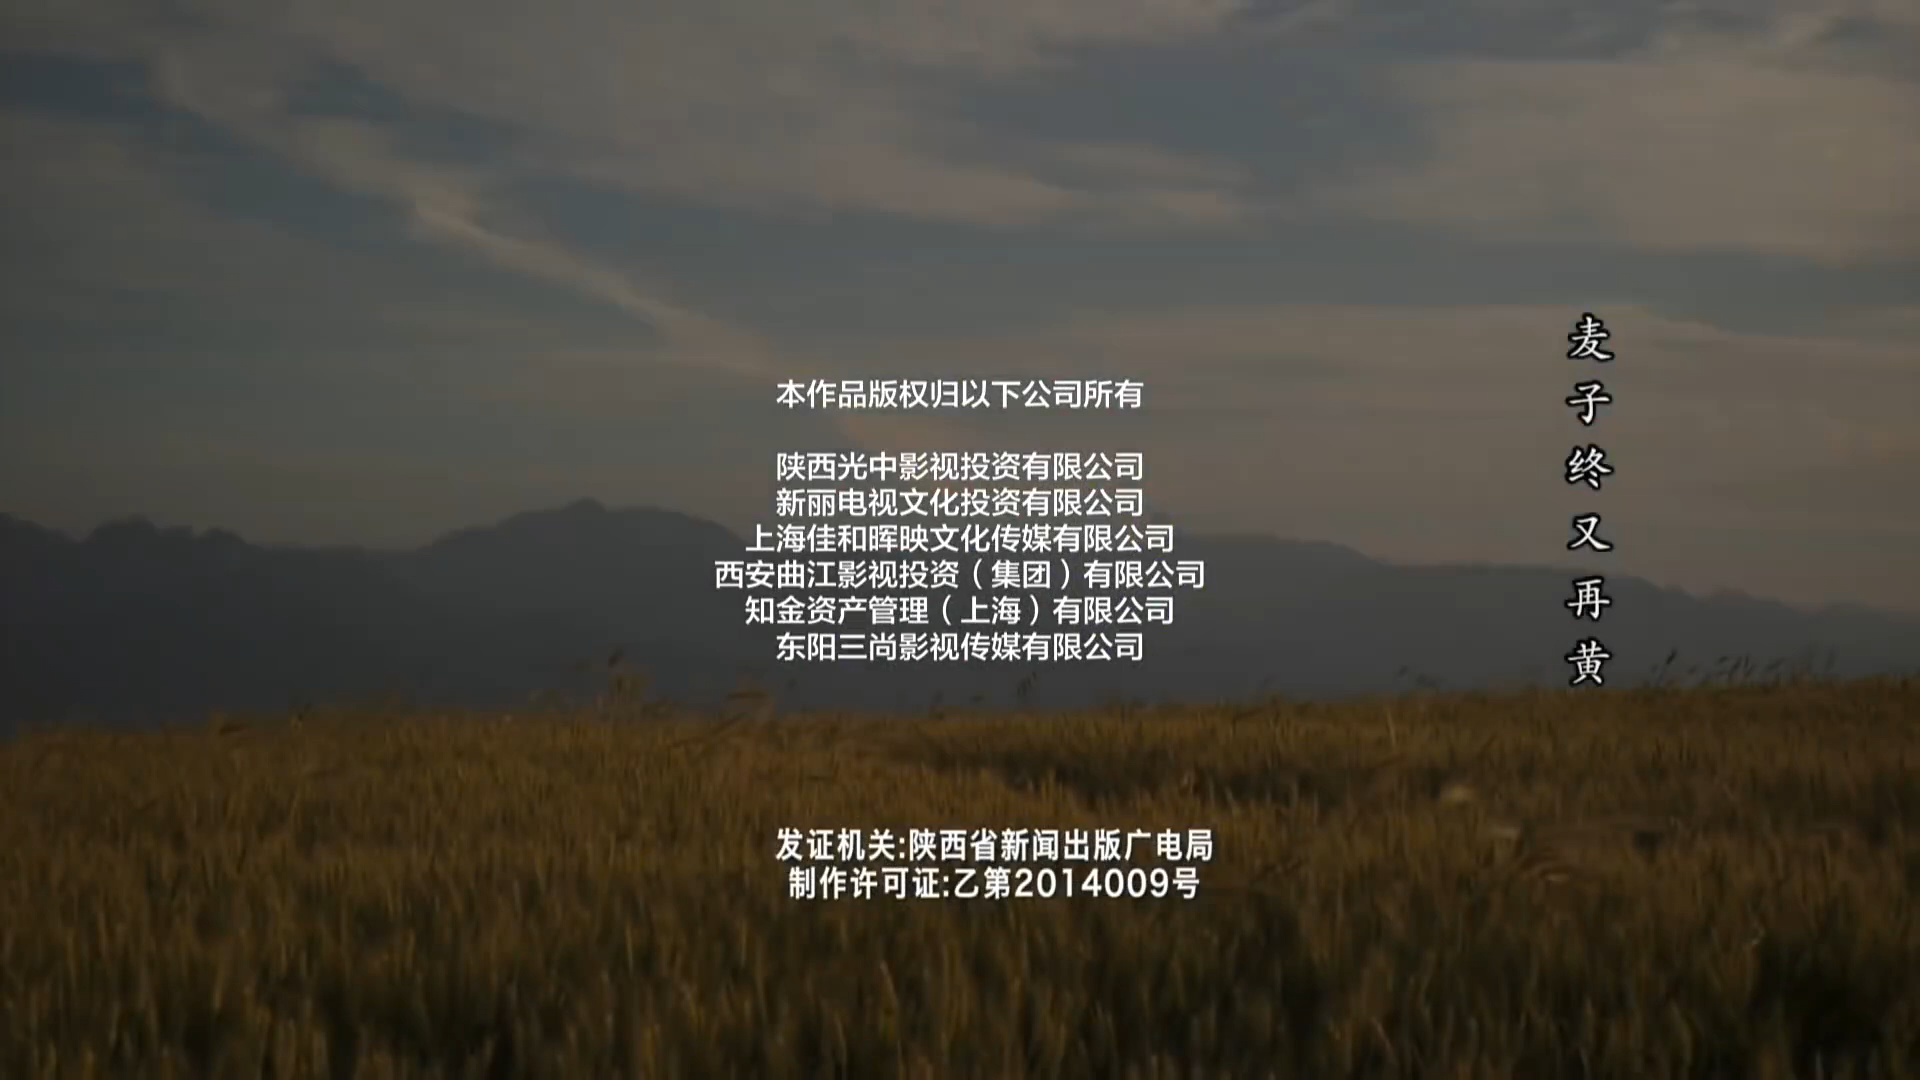 本作品版权归以下公司所有
陕西光中影视投资有限公司
新丽电视文化投资有限公司
上海佳和晖映文化传媒有限公司
西安曲江影视投资（集团）有限公司
知金资产管理（上海）有限公司
东阳三尚影视传媒有限公司
麦子终又再黄
发证机关:陕西省新闻出版广电局
制作许可证:乙第2014009号